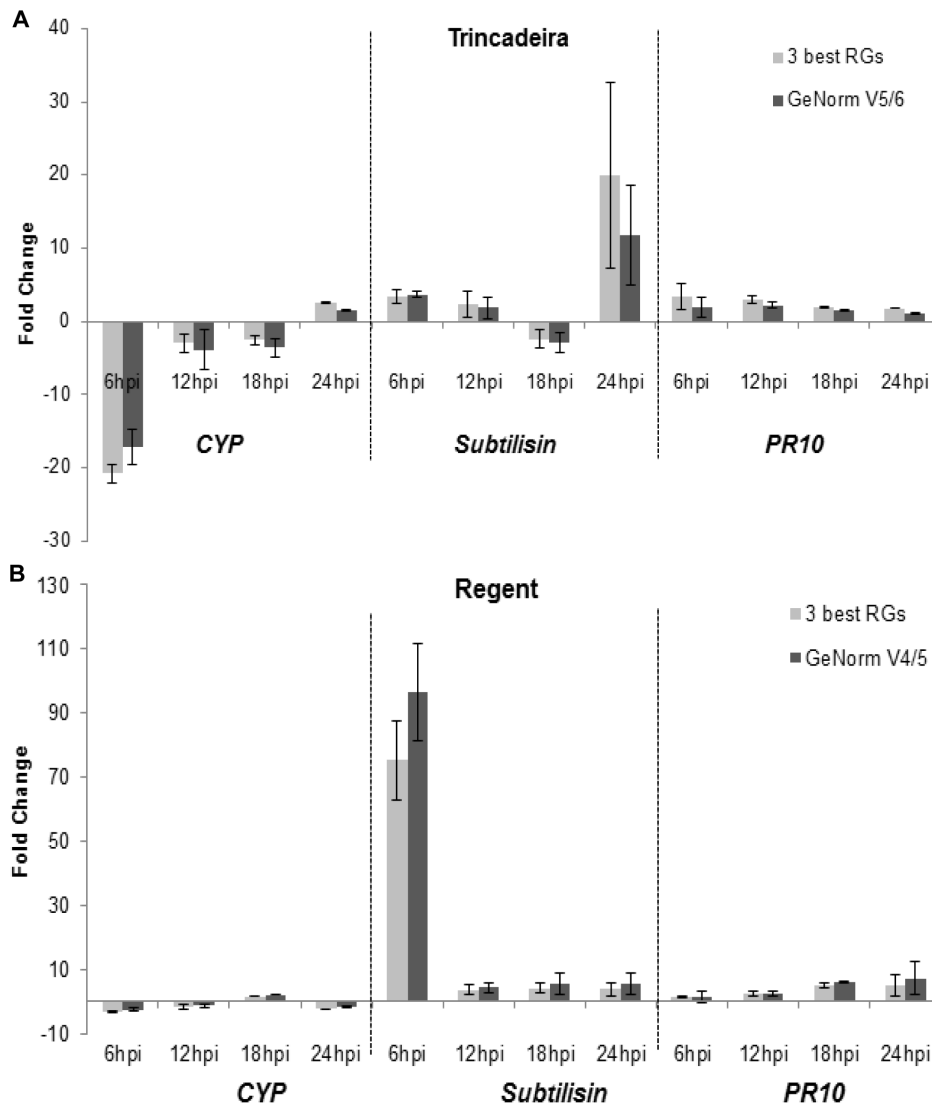 A
Trincadeira
3 best RGs
GeNorm V5/6
Fold Change
40
30
20
10
0
-10
-20
-30
6hpi 12hpi 18hpi 24hpi 6hpi 12hpi 18hpi 24hpi 6hpi 12hpi 18hpi 24hpi
CYP Subtilisin PR10
B
Regent
3 best RGs
GeNorm V4/5
Fold Change
130
110
90
70
50
30
10
-10
6hpi 12hpi 18hpi 24hpi 6hpi 12hpi 18hpi 24hpi 6hpi 12hpi 18hpi 24hpi
CYP Subtilisin PR10